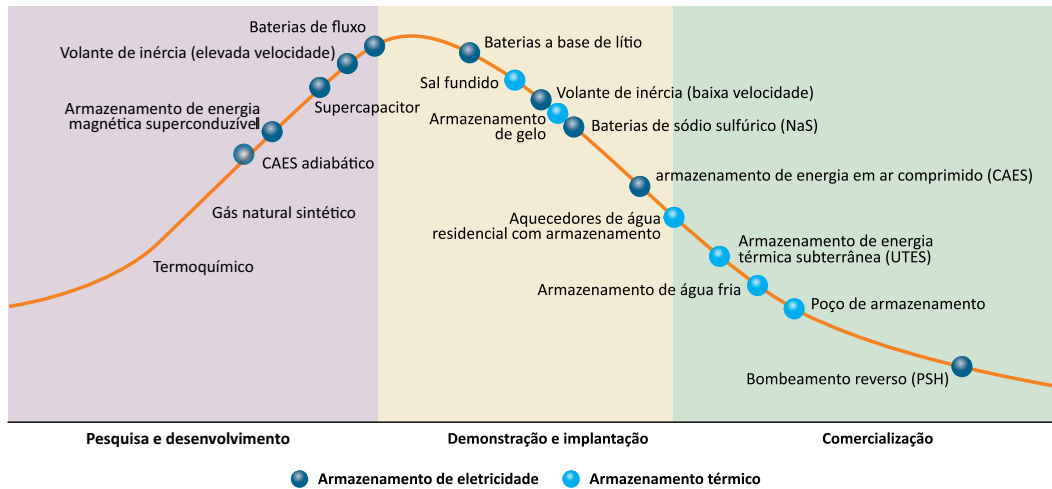 Baterias de fluxo
Volante de inércia (elevada velocidade)
Supercapacitor
Armazenamento de energia
magnética superconduzível
CAES adiabático
Gás natural sintético
Termoquímico
Baterias a base de lítio
Sal fundido
Volante de inércia (baixa velocidade)
Armazenamento
de gelo
Baterias de sódio sulfúrico (NaS)
armazenamento de energia em ar comprimido (CAES)
Aquecedores de água
residencial com armazenamento
Armazenamento de energia
térmica subterrânea (UTES)
Armazenamento de água fria
Poço de armazenamento
Bombeamento reverso (PSH)
Pesquisa e desenvolvimento
Demonstração e implantação
Comercialização
Armazenamento de eletricidade
Armazenamento térmico